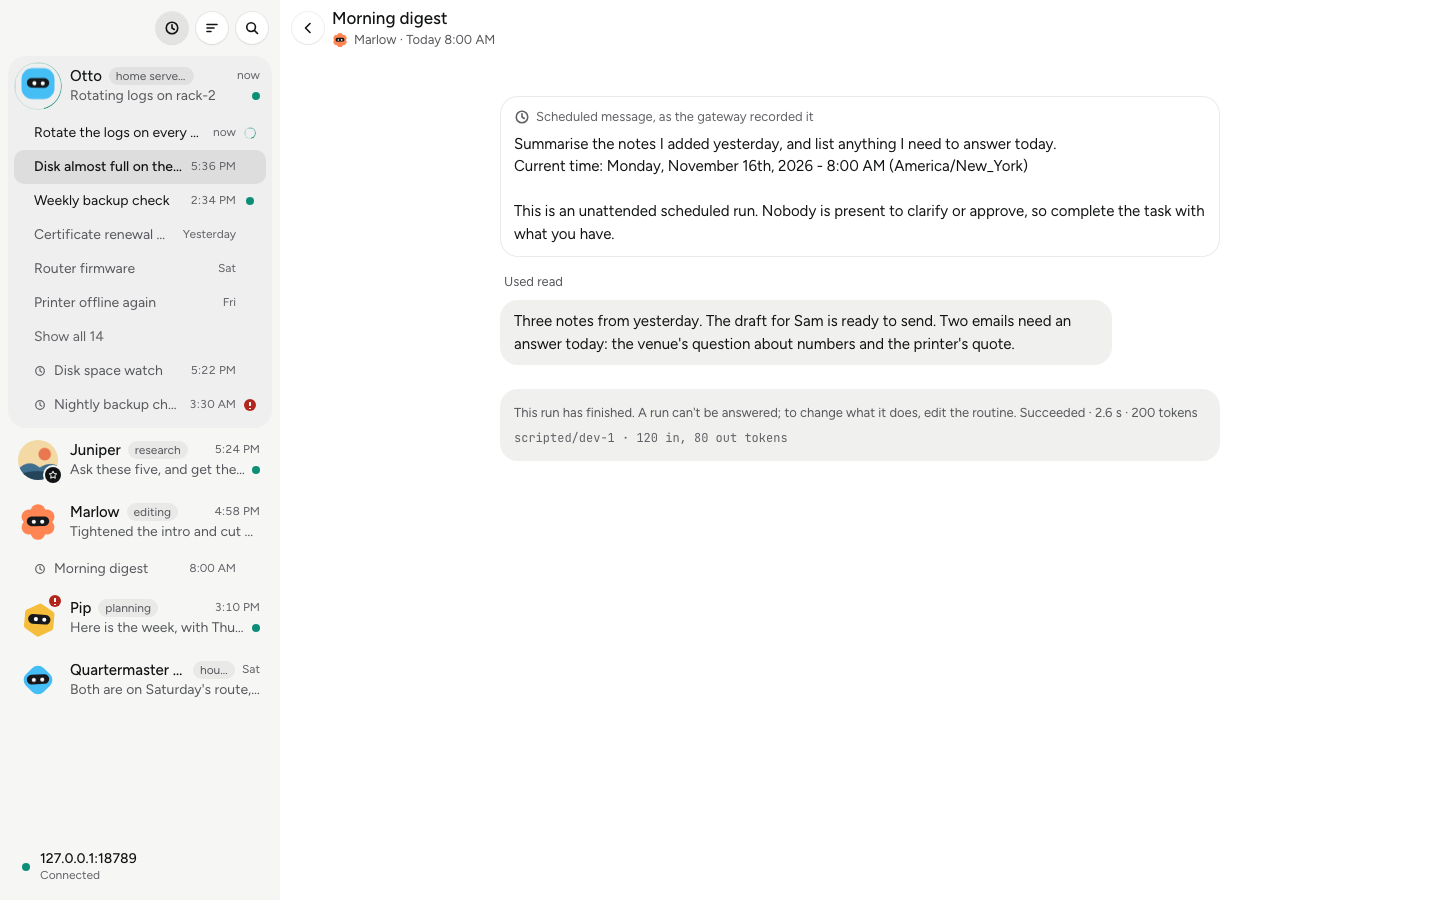 Otto home serve... now
Rotating logs on rack-2
Rotate the logs on every ... now
Disk almost full on the... 5:36 PM
Weekly backup check 2:34 PM
Certificate renewal ... Yesterday
Router firmware Sat
Printer offline again Fri
Show all 14
Disk space watch 5:22 PM
Nightly backup ch... 3:30 AM
Juniper research 5:24 PM
Ask these five, and get the...
Marlow editing 4:58 PM
Tightened the intro and cut ...
Morning digest 8:00 AM
Pip planning 3:10 PM
Here is the week, with Thu...
Quartermaster ... hou... Sat
Both are on Saturday's route,...
127.0.0.1:18789
Connected
Morning digest
Marlow · Today 8:00 AM
Scheduled message, as the gateway recorded it
Summarise the notes I added yesterday, and list anything I need to answer today.
Current time: Monday, November 16th, 2026 - 8:00 AM (America/New_York)
This is an unattended scheduled run. Nobody is present to clarify or approve, so complete the task with
what you have.
Used read
Three notes from yesterday. The draft for Sam is ready to send. Two emails need an
answer today: the venue's question about numbers and the printer's quote.
This run has finished. A run can't be answered; to change what it does, edit the routine. Succeeded · 2.6 s · 200 tokens
scripted/dev-1 · 120 in, 80 out tokens